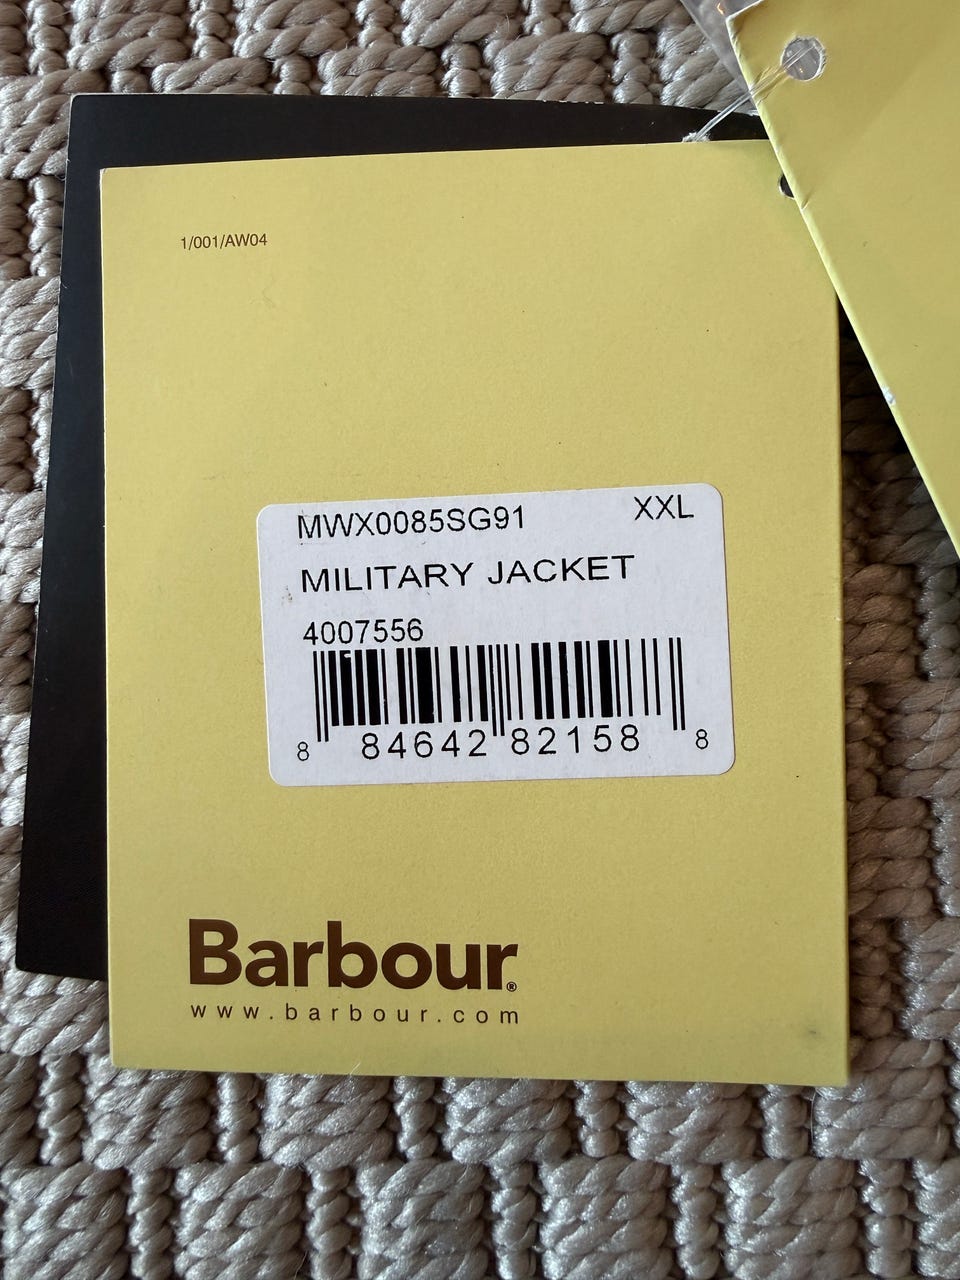 1/001/AW04
MWX0085SG91 XXL
MILITARY JACKET
4007556
8 84642 82158 8
Barbour®
www.barbour.com